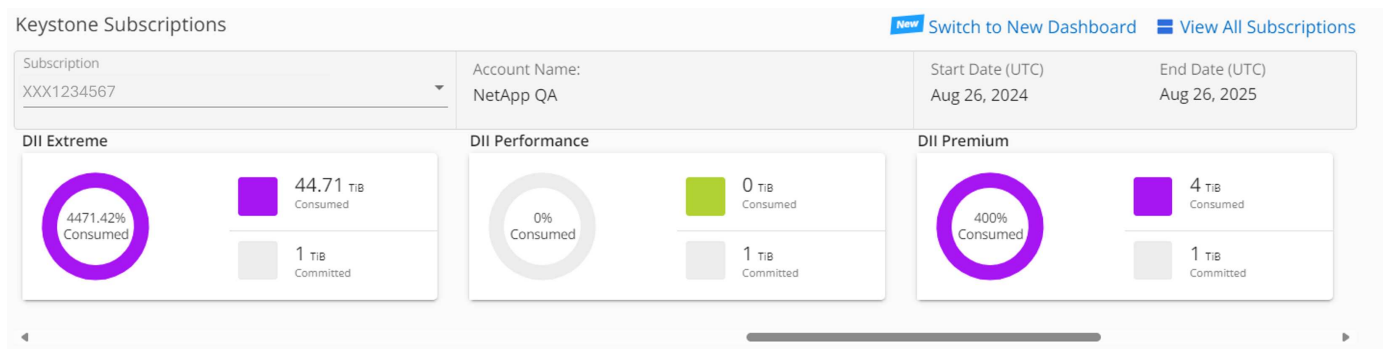 Keystone Subscriptions
New Switch to New Dashboard
View All Subscriptions
Subscription
XXX1234567
Account Name:
NetApp QA
Start Date (UTC)
Aug 26, 2024
End Date (UTC)
Aug 26, 2025
DII Extreme
4471.42%
Consumed
44.71 TiB
Consumed
1 TiB
Committed
DII Performance
0%
Consumed
0 TiB
Consumed
1 TiB
Committed
DII Premium
400%
Consumed
4 TiB
Consumed
1 TiB
Committed